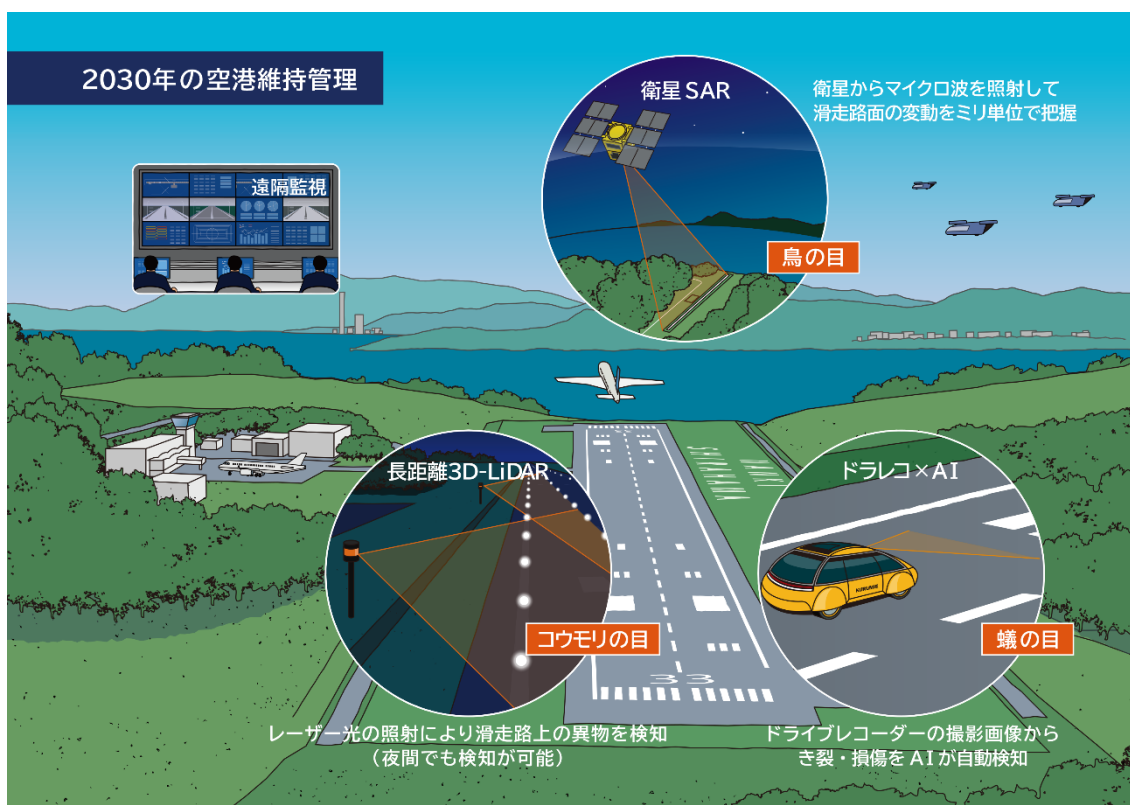 2030年の空港維持管理
衛星SAR
衛星からマイクロ波を照射して
滑走路面の変動をミリ単位で把握
遠隔監視
鳥の目
長距離3D-LiDAR
ドラレコ×AI
コウモリの目
蟻の目
33
レーザー光の照射により滑走路上の異物を検知
（夜間でも検知が可能）
ドライブレコーダーの撮影画像から
き裂・損傷をAIが自動検知